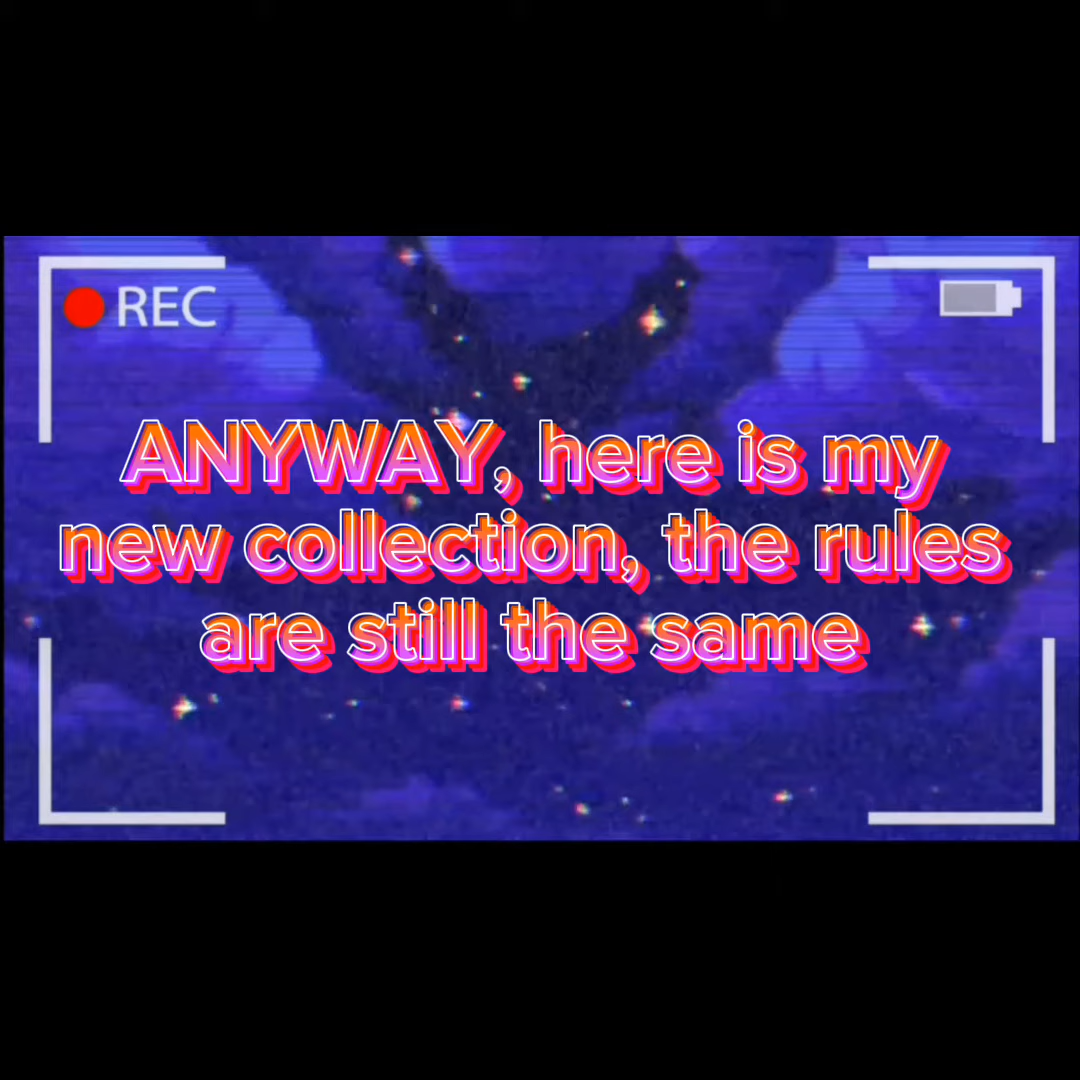 REC
ANYWAY, here is my
new collection, the rules
are still the same